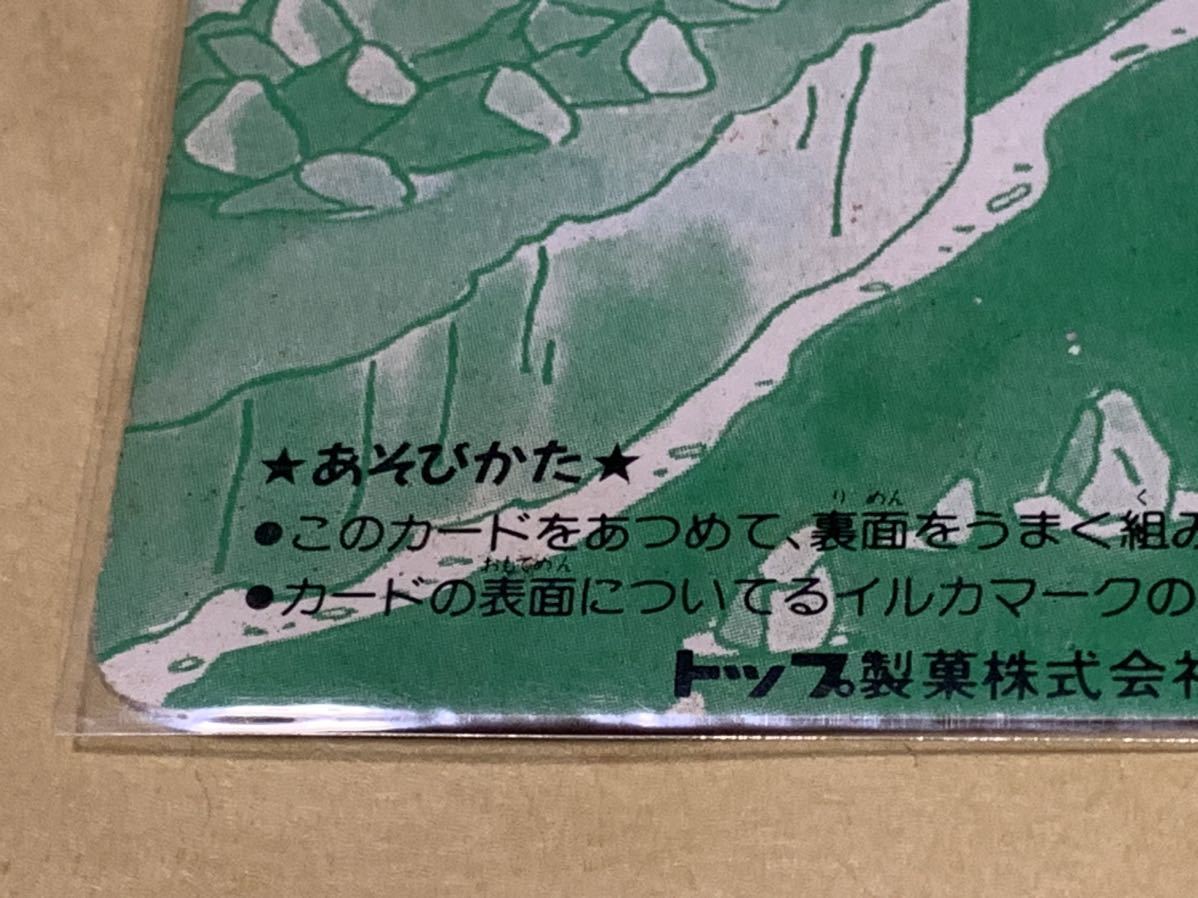 ★あそびかた★
●このカードをあつめて、裏面をうまく組み
●カードの表面についてるイルカマークの
トップ製菓株式会社